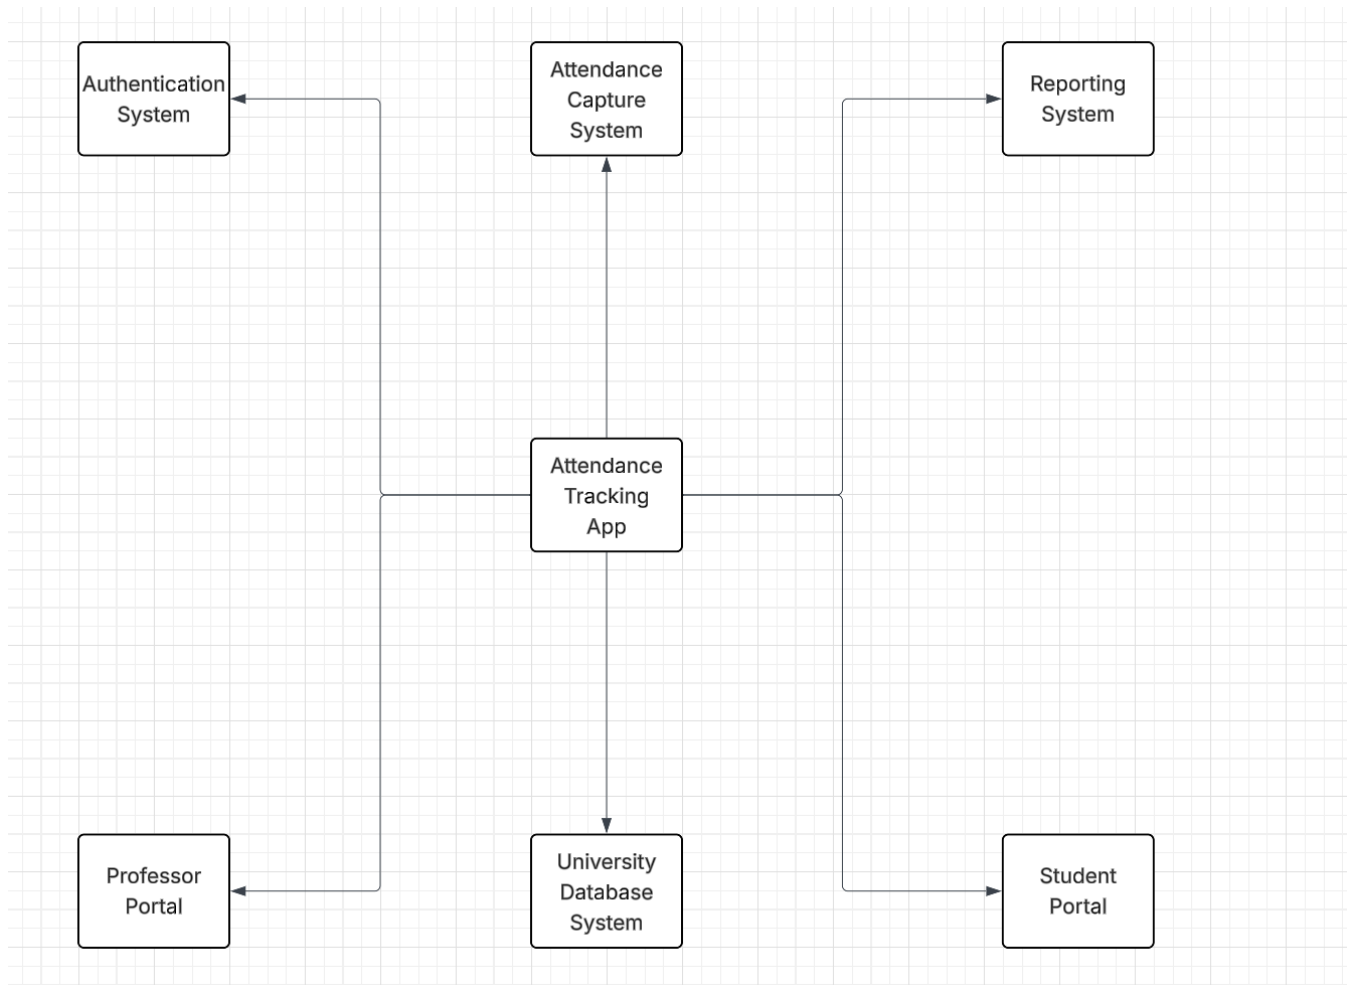 Authentication
System
Attendance
Capture
System
Reporting
System
Attendance
Tracking
App
Professor
Portal
University
Database
System
Student
Portal